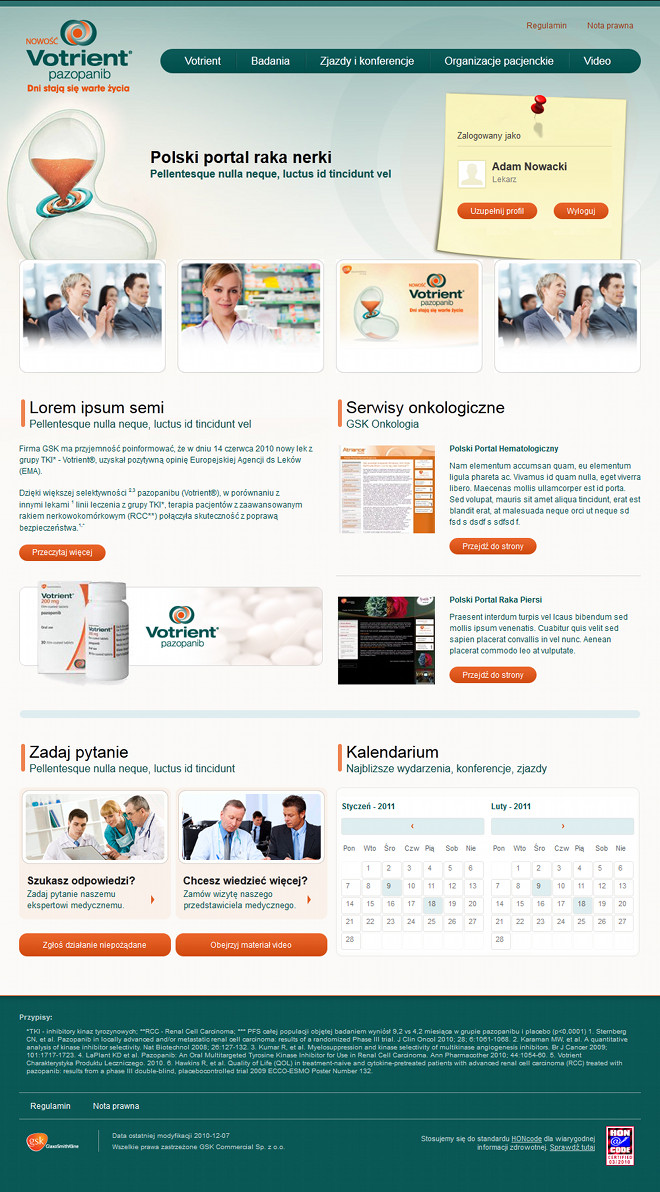 Regulamin Nota prawna
NOWOŚĆ
Votrient®
pazopanib
Dni stają się warte życia
Votrient Badania Zjazdy i konferencje Organizacje pacjenckie Video
Polski portal raka nerki
Pellentesque nulla neque, luctus id tincidunt vel
Zalogowany jako
Adam Nowacki
Lekarz
Uzupełnij profil Wyloguj
gsk
NOWOŚĆ
Votrient®
pazopanib
Dni stają się warte życia
Lorem ipsum semi
Pellentesque nulla neque, luctus id tincidunt vel
Firma GSK ma przyjemność poinformować, że w dniu 14 czerwca 2010 nowy lek z
grupy TKI* - Votrient®, uzyskał pozytywną opinię Europejskiej Agencji ds Leków
(EMA).
Dzięki większej selektywności 2,3 pazopanibu (Votrient®), w porównaniu z
innymi lekami 1 linii leczenia z grupy TKI*, terapia pacjentów z zaawansowanym
rakiem nerkowokomórkowym (RCC**) połączyła skuteczność z poprawą
bezpieczeństwa.
Przeczytaj więcej
Votrient®
200 mg
pazopanib
Votrient®
Votrient®
pazopanib
Serwisy onkologiczne
GSK Onkologia
Polski Portal Hematologiczny
Nam elementum accumsan quam, eu elementum
ligula phareta ac. Vivamus id quam nulla, eget viverra
libero. Maecenas mollis ullamcorper est id porta.
Sed volutpat, mauris sit amet aliqua tincidunt, erat est
blandit erat, at malesuada neque orci ut neque sd
fsd s dsdf s sdfsd f.
Przejdź do strony
Polski Portal Raka Piersi
Praesent interdum turpis vel lcaus bibendum sed
mollis ipsum venenatis. Cuabitur quis velit sed
sapien placerat convallis in vel nunc. Aenean
placerat commodo leo at vulputate.
Przejdź do strony
Zadaj pytanie
Pellentesque nulla neque, luctus id tincidunt
Szukasz odpowiedzi?
Zadaj pytanie naszemu
ekspertowi medycznemu.
Chcesz wiedzieć więcej?
Zamów wizytę naszego
przedstawiciela medycznego.
Zgłoś działanie niepożądane Obejrzyj materiał video
Kalendarium
Najbliższe wydarzenia, konferencje, zjazdy
Styczeń - 2011
‹
Pon Wto Śro Czw Pią Sob Nie
1 2 3 4 5 6
7 8 9 10 11 12 13
14 15 16 17 18 19 20
21 22 23 24 25 26 27
28
Luty - 2011
›
Pon Wto Śro Czw Pią Sob Nie
1 2 3 4 5 6
7 8 9 10 11 12 13
14 15 16 17 18 19 20
21 22 23 24 25 26 27
28
Przypisy:
*TKI - inhibitory kinaz tyrozynowych; **RCC - Renal Cell Carcinoma; *** PFS całej populacji objętej badaniem wyniósł 9,2 vs 4,2 miesiąca w grupie pazopanibu i placebo (p<0,0001) 1. Sternberg
CN, et al. Pazopanib in locally advanced and/or metastatic renal cell carcinoma: results of a randomized Phase III trial. J Clin Oncol 2010; 28; 6:1061-1068. 2. Karaman MW, et al. A quantitative
analysis of kinase inhibitor selectivity. Nat Biotechnol 2008; 26:127-132. 3. Kumar R, et al. Myelosuppression and kinase selectivity of multikinase angiogenesis inhibitors. Br J Cancer 2009;
101:1717-1723. 4. LaPlant KD et al. Pazopanib: An Oral Multitargeted Tyrosine Kinase Inhibitor for Use in Renal Cell Carcinoma. Ann Pharmacother 2010; 44:1054-60. 5. Votrient
Charakterystyka Produktu Leczniczego. 2010. 6. Hawkins R, et al. Quality of Life (QOL) in treatment-naive and cytokine-pretreated patients with advanced renal cell carcinoma (RCC) treated with
pazopanib: results from a phase III double-blind, placebocontrolled trial 2009 ECCO-ESMO Poster Number 132.
Regulamin Nota prawna
gsk GlaxoSmithKline
Data ostatniej modyfikacji 2010-12-07
Wszelkie prawa zastrzeżone GSK Commercial Sp. z o.o.
Stosujemy się do standardu HONcode dla wiarygodnej
informacji zdrowotnej. Sprawdź tutaj
HON
@
CODE
CERTIFIED